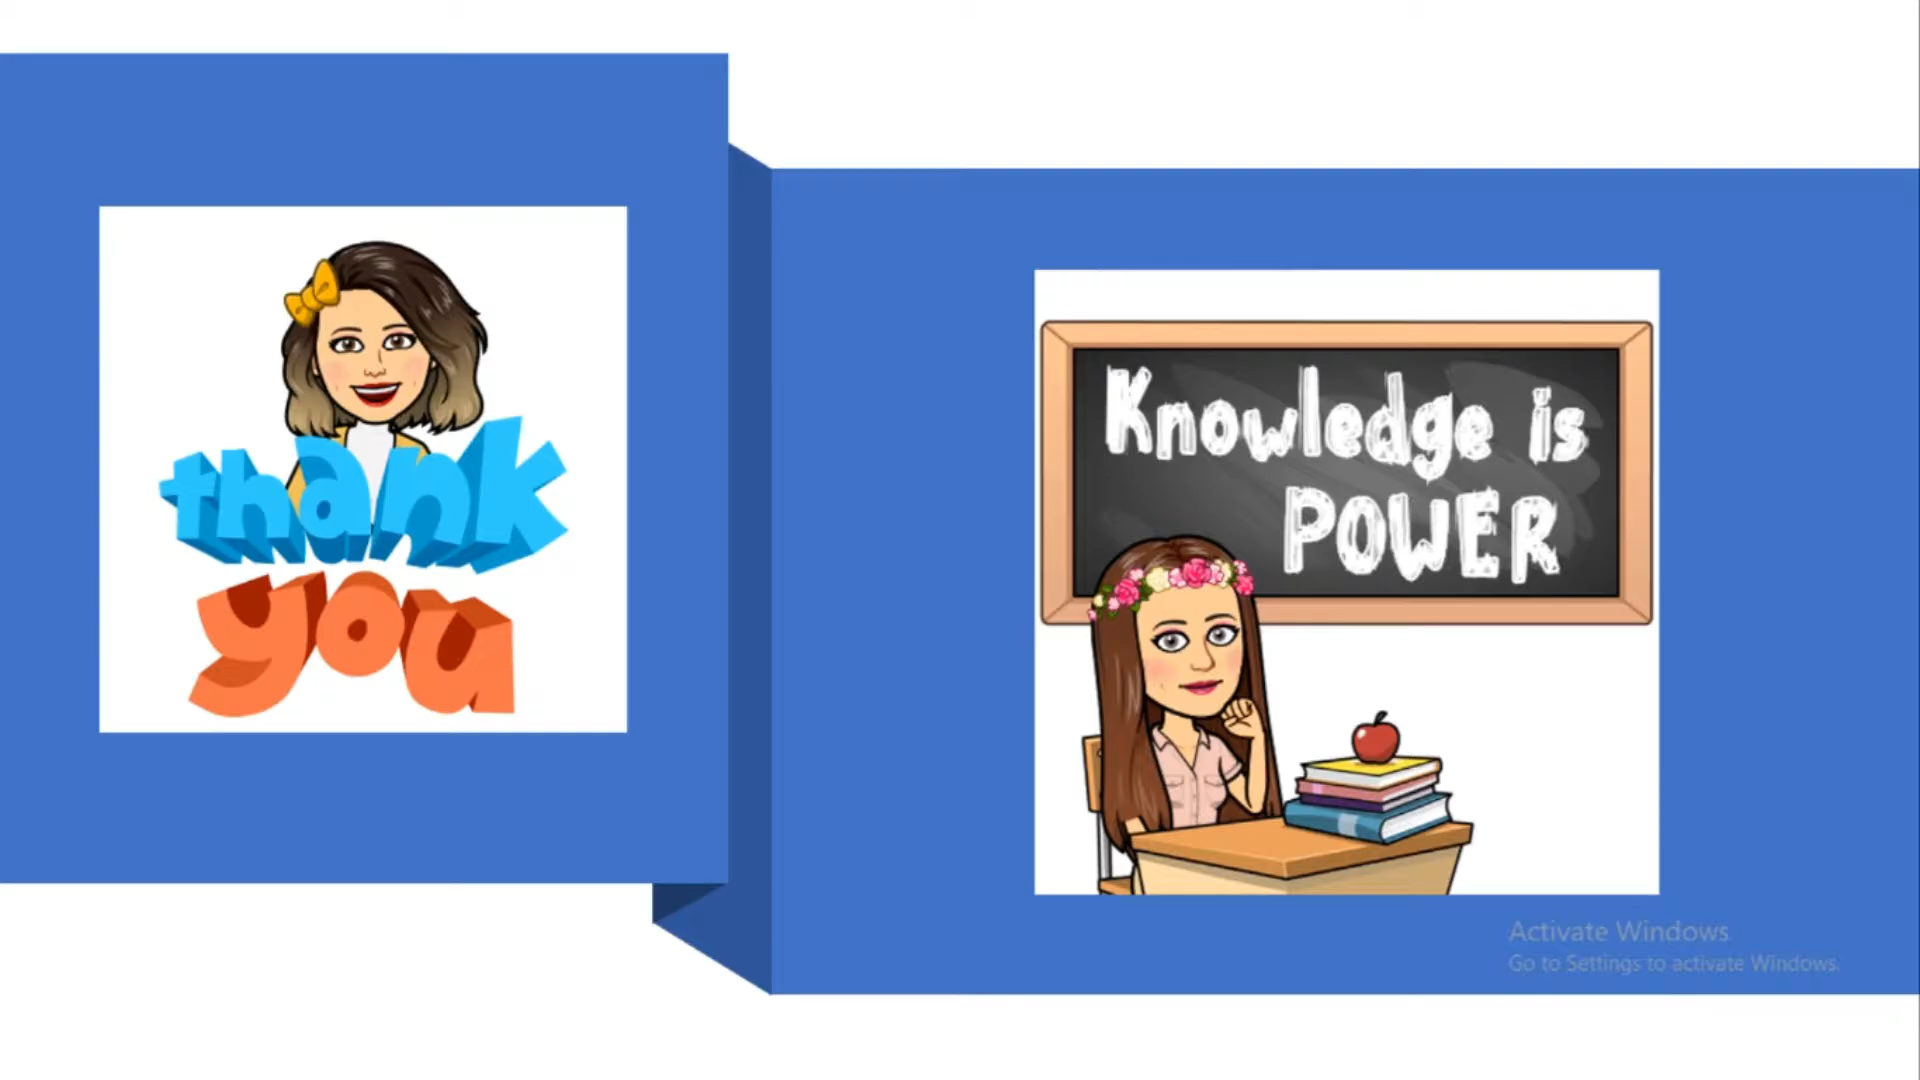 thank
you
Knowledge is
POWER
Activate Windows
Go to Settings to activate Windows.